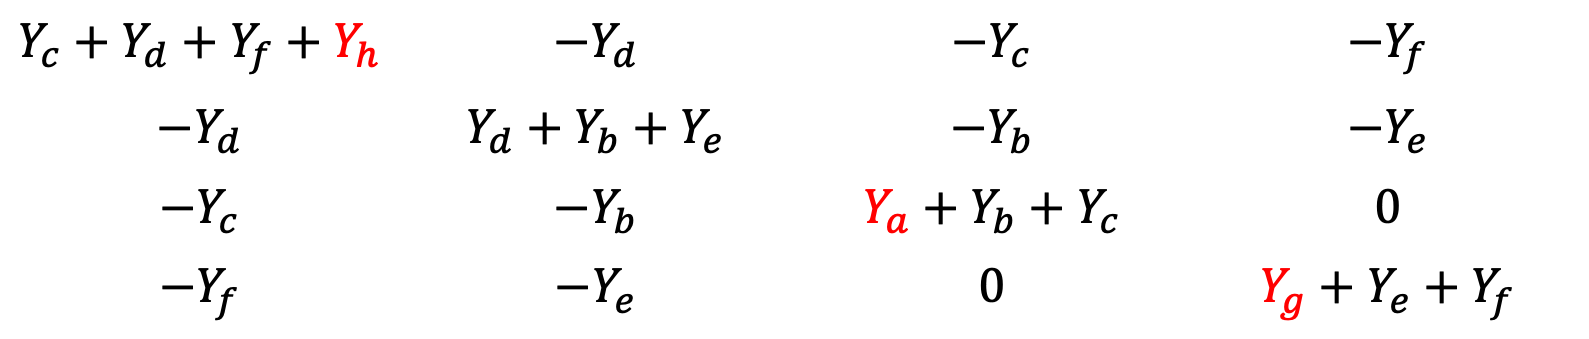 Y_c + Y_d + Y_f + Y_h −Y_d −Y_c −Y_f
−Y_d Y_d + Y_b + Y_e −Y_b −Y_e
−Y_c −Y_b Y_a + Y_b + Y_c 0
−Y_f −Y_e 0 Y_g + Y_e + Y_f